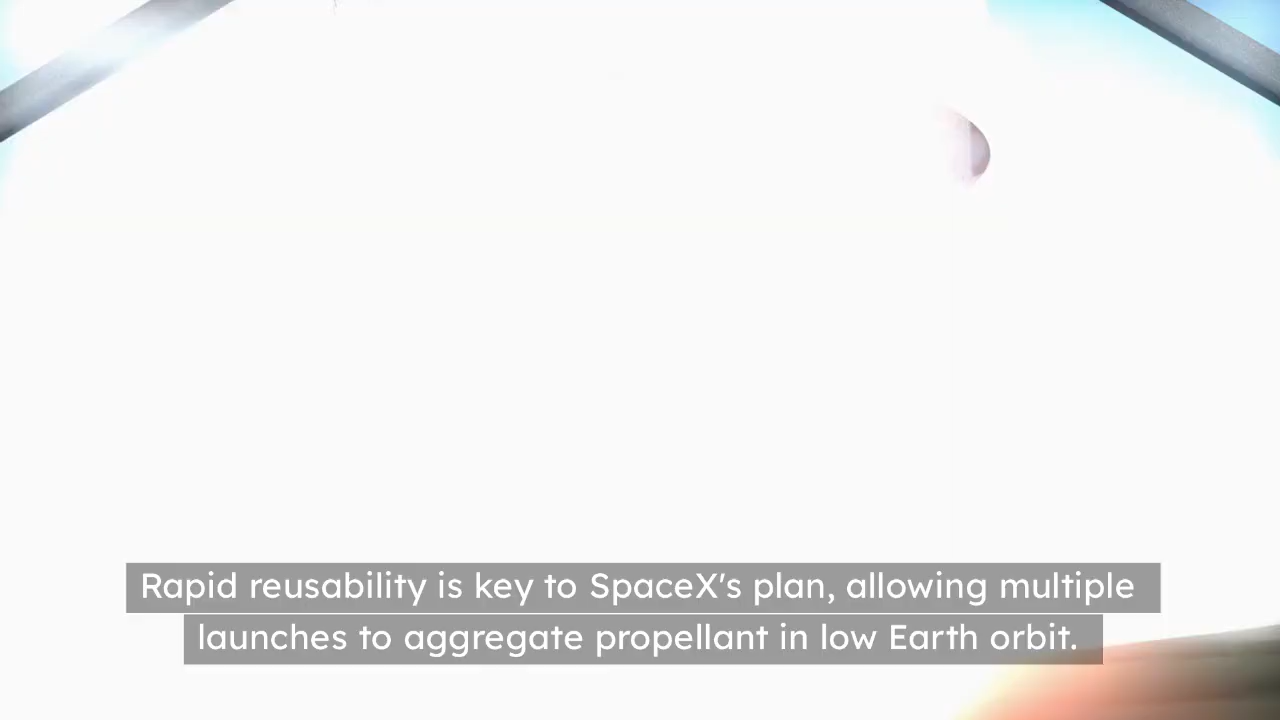 Rapid reusability is key to SpaceX's plan, allowing multiple
launches to aggregate propellant in low Earth orbit.